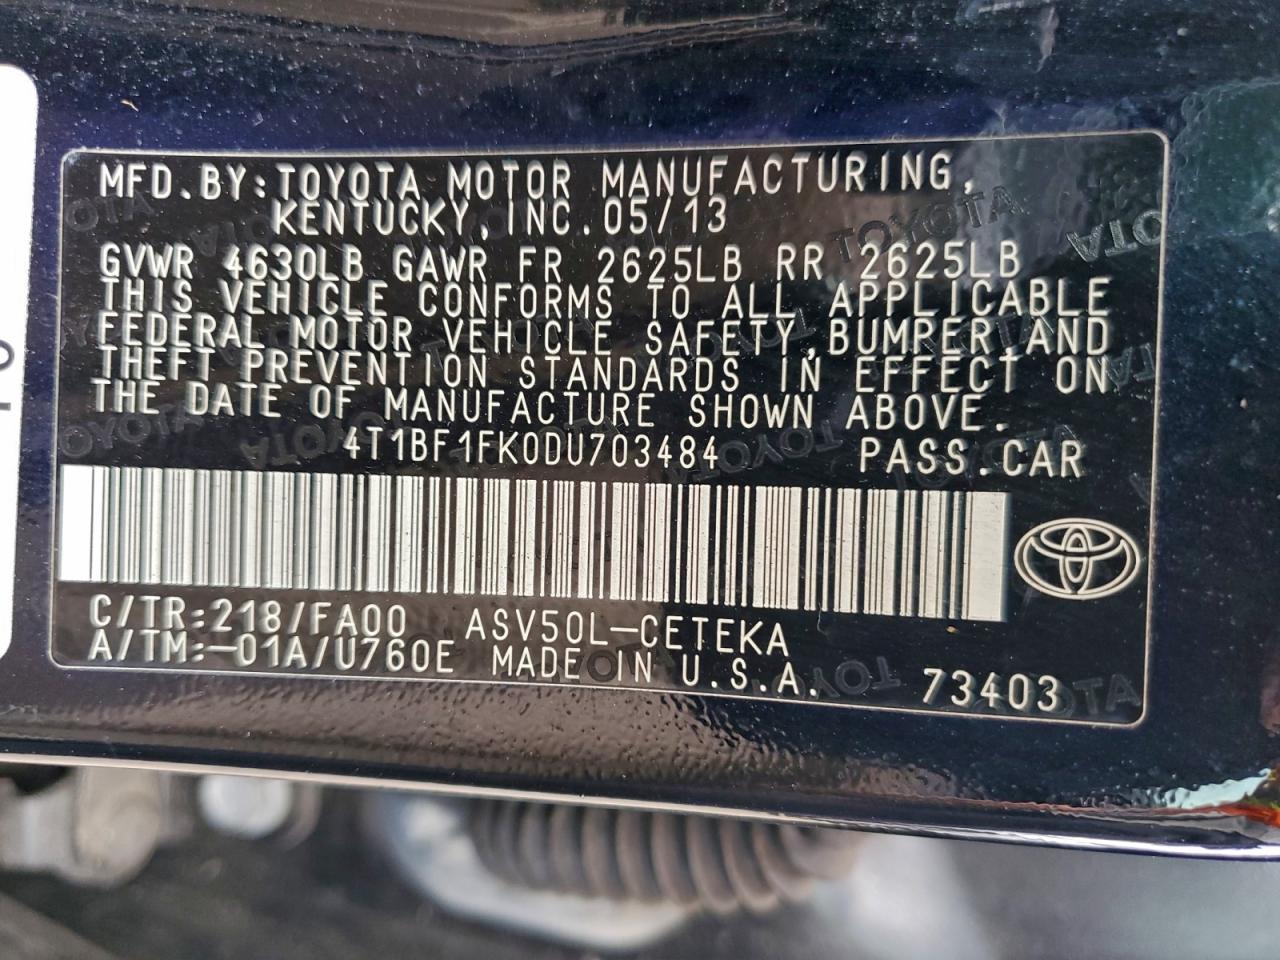 MFD.BY:TOYOTA MOTOR MANUFACTURING,
KENTUCKY,INC.05/13
GVWR 4630LB GAWR FR 2625LB RR 2625LB
THIS VEHICLE CONFORMS TO ALL APPLICABLE
FEDERAL MOTOR VEHICLE SAFETY,BUMPER,AND
THEFT PREVENTION STANDARDS IN EFFECT ON
THE DATE OF MANUFACTURE SHOWN ABOVE.
4T1BF1FK0DU703484 PASS.CAR
C/TR:218/FA00 ASV50L-CETEKA
A/TM:-01A/U760E MADE IN U.S.A. 73403